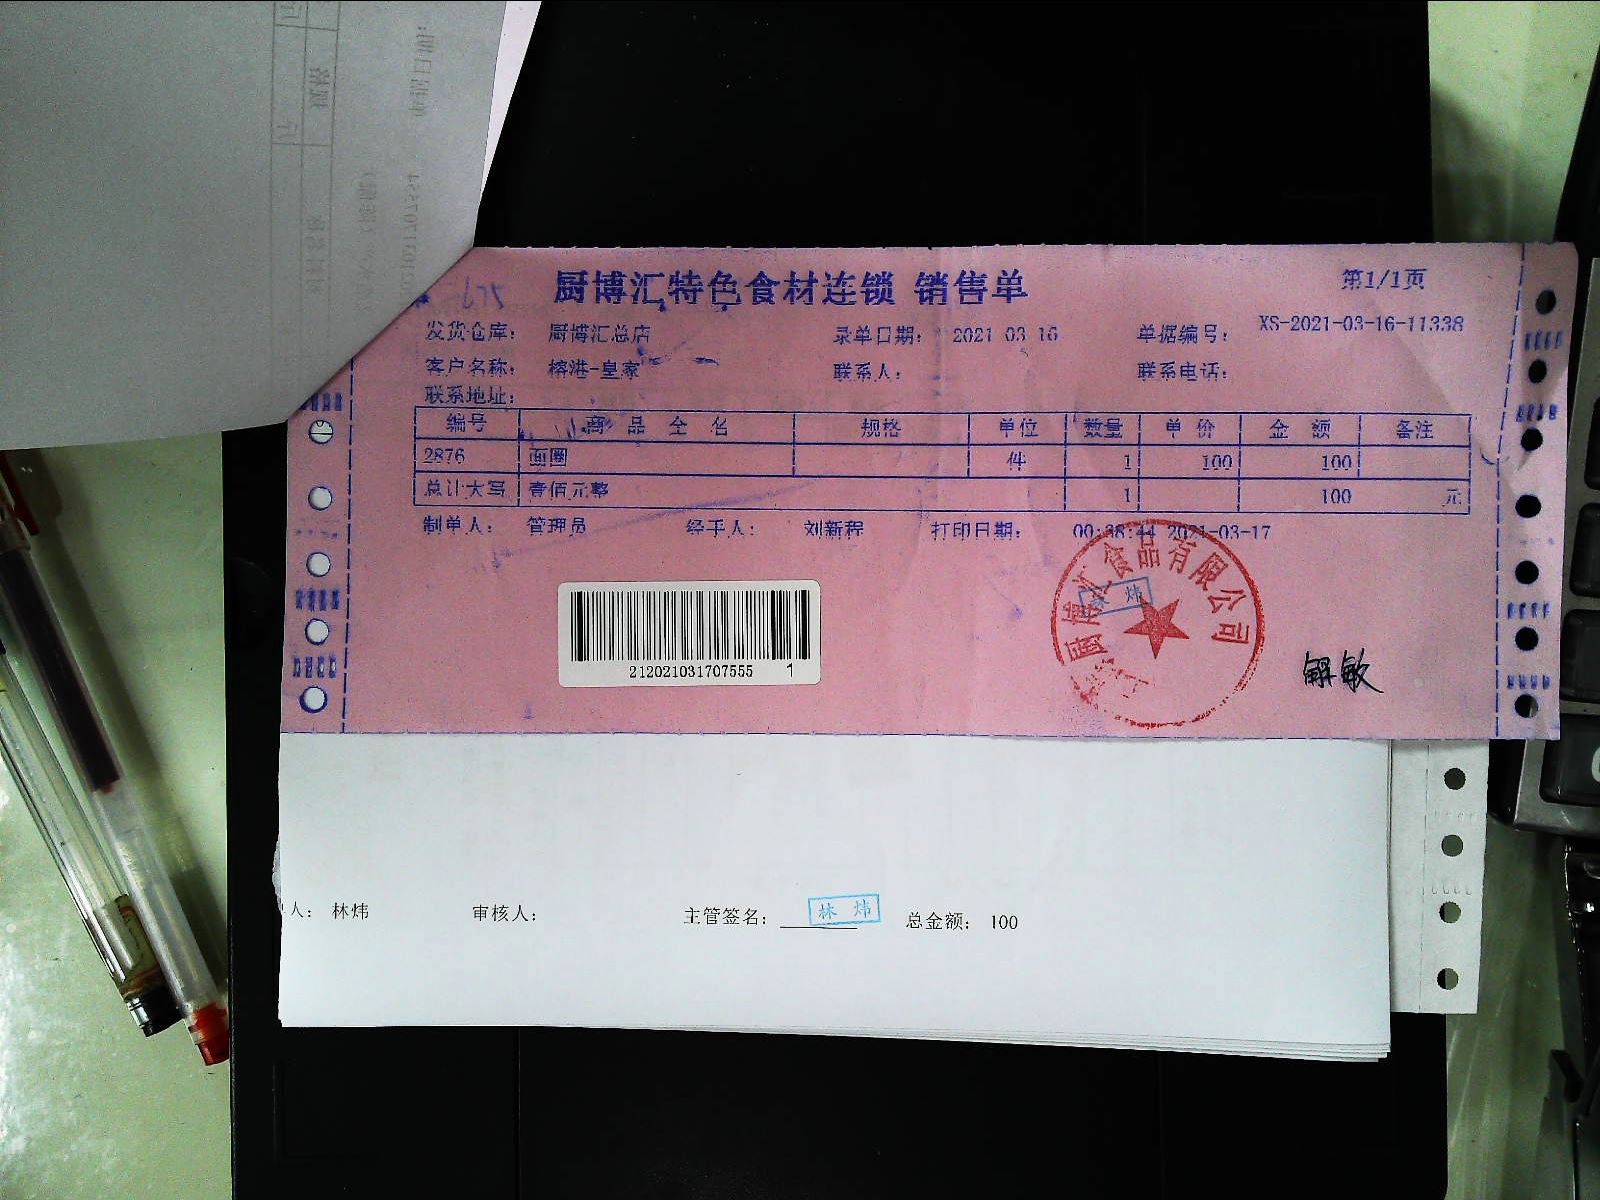 厨博汇特色食材连锁 销售单
第1/1页
发货仓库： 厨博汇总店 录单日期： 2021 03 16 单据编号： XS-2021-03-16-11338
客户名称： 榕港-皇家 联系人： 联系电话：
联系地址：
编号 商品全名 规格 单位 数量 单价 金额 备注
2876 面圈 件 1 100 100
总计大写 壹佰元整 1 100 元
制单人： 管理员 经手人： 刘新程 打印日期： 00:38:44 2021-03-17
厨博汇食品有限公司
炜
212021031707555 1
解敏
人： 林炜 审核人： 主管签名： 林炜 总金额： 100